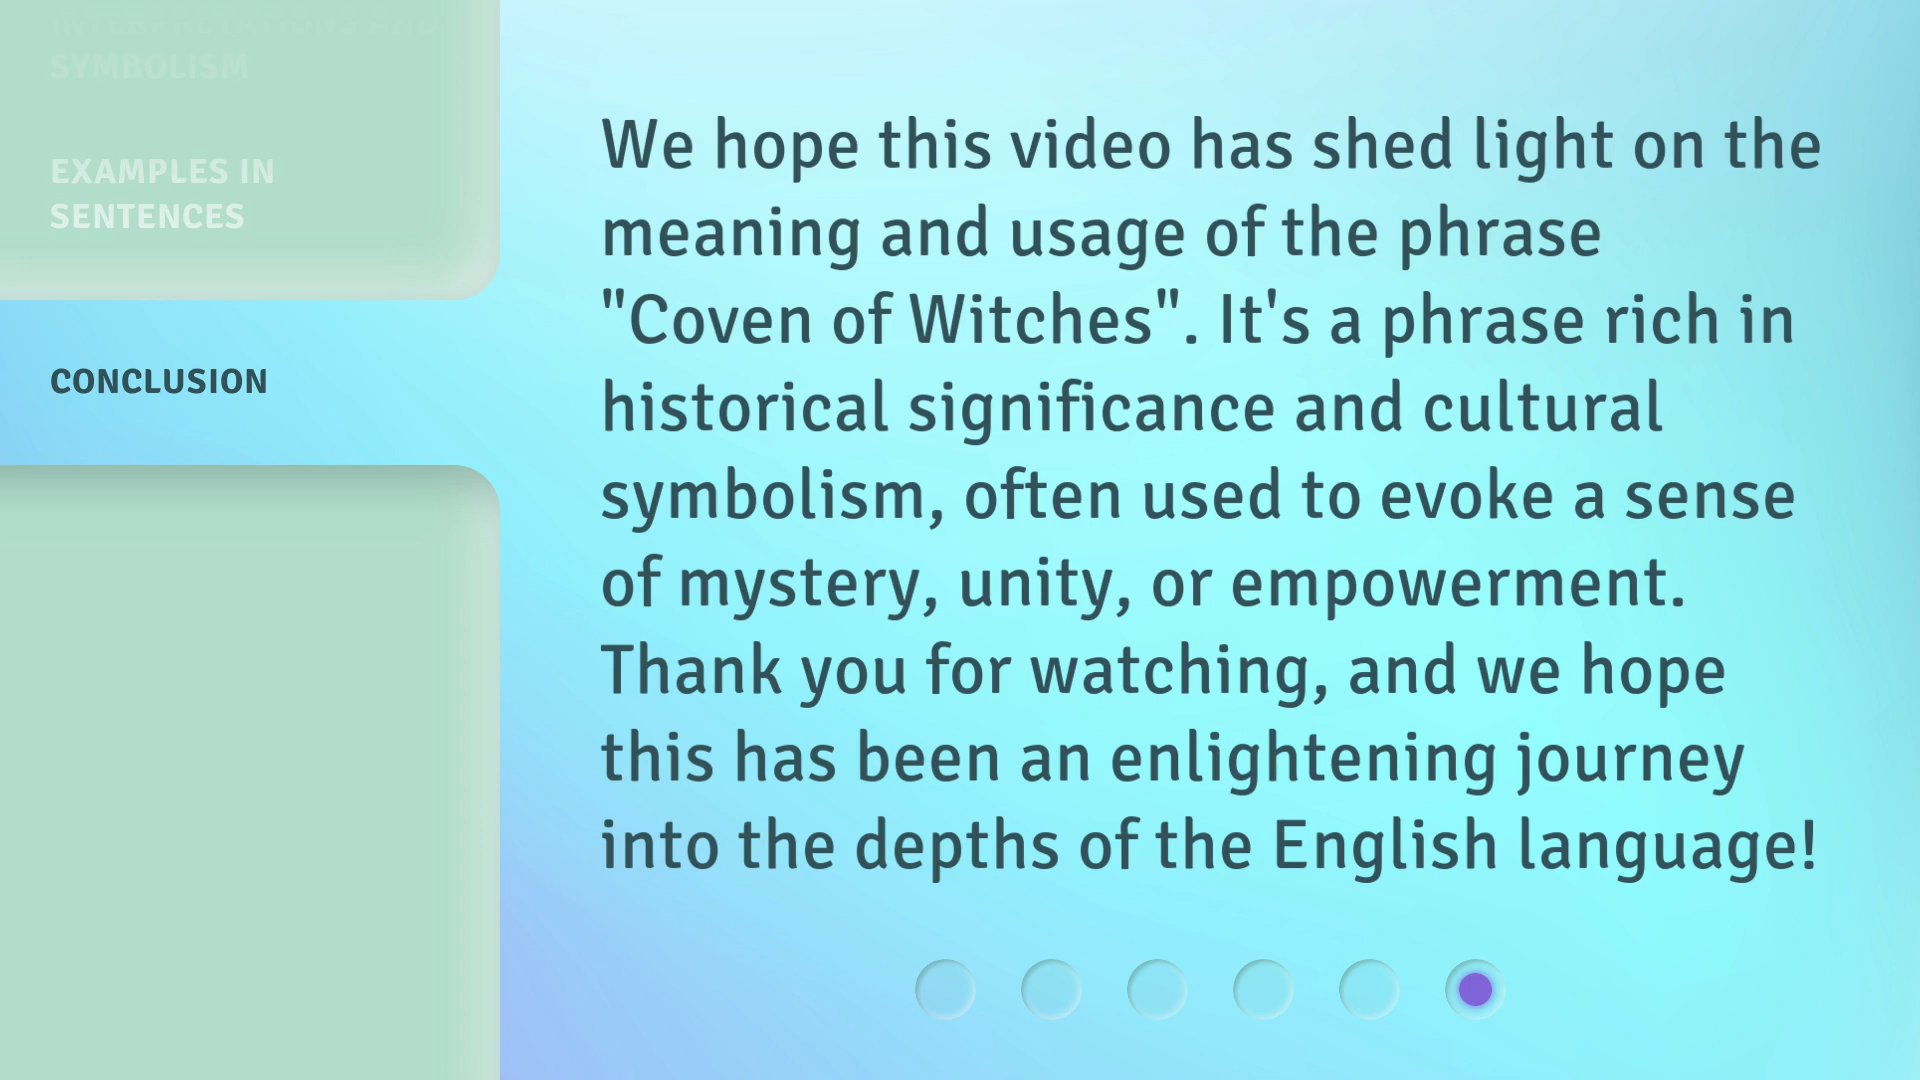 SYMBOLISM
EXAMPLES IN
SENTENCES
CONCLUSION
We hope this video has shed light on the
meaning and usage of the phrase
"Coven of Witches". It's a phrase rich in
historical significance and cultural
symbolism, often used to evoke a sense
of mystery, unity, or empowerment.
Thank you for watching, and we hope
this has been an enlightening journey
into the depths of the English language!